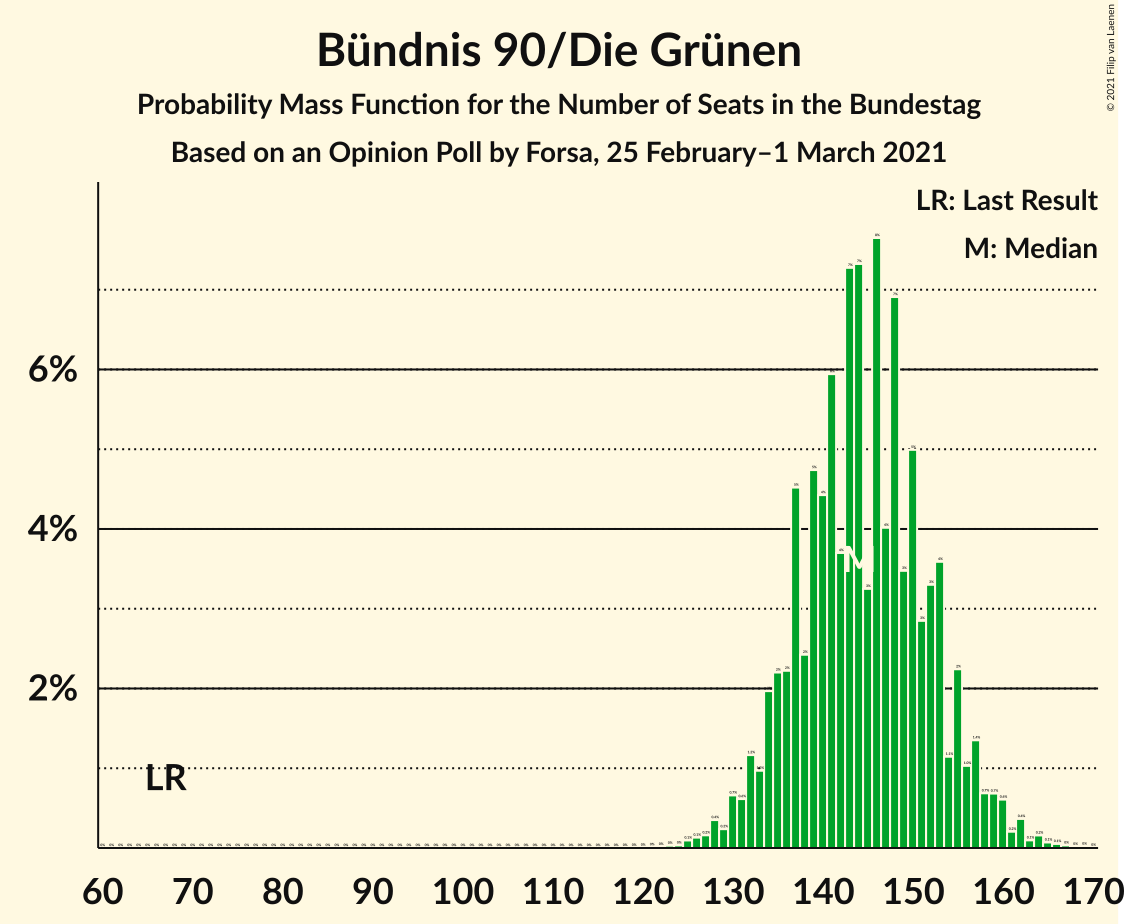 Bündnis 90/Die Grünen
Probability Mass Function for the Number of Seats in the Bundestag
Based on an Opinion Poll by Forsa, 25 February–1 March 2021
© 2021 Filip van Laenen
LR: Last Result
M: Median
6%
4%
2%
LR
M
60 70 80 90 100 110 120 130 140 150 160 170